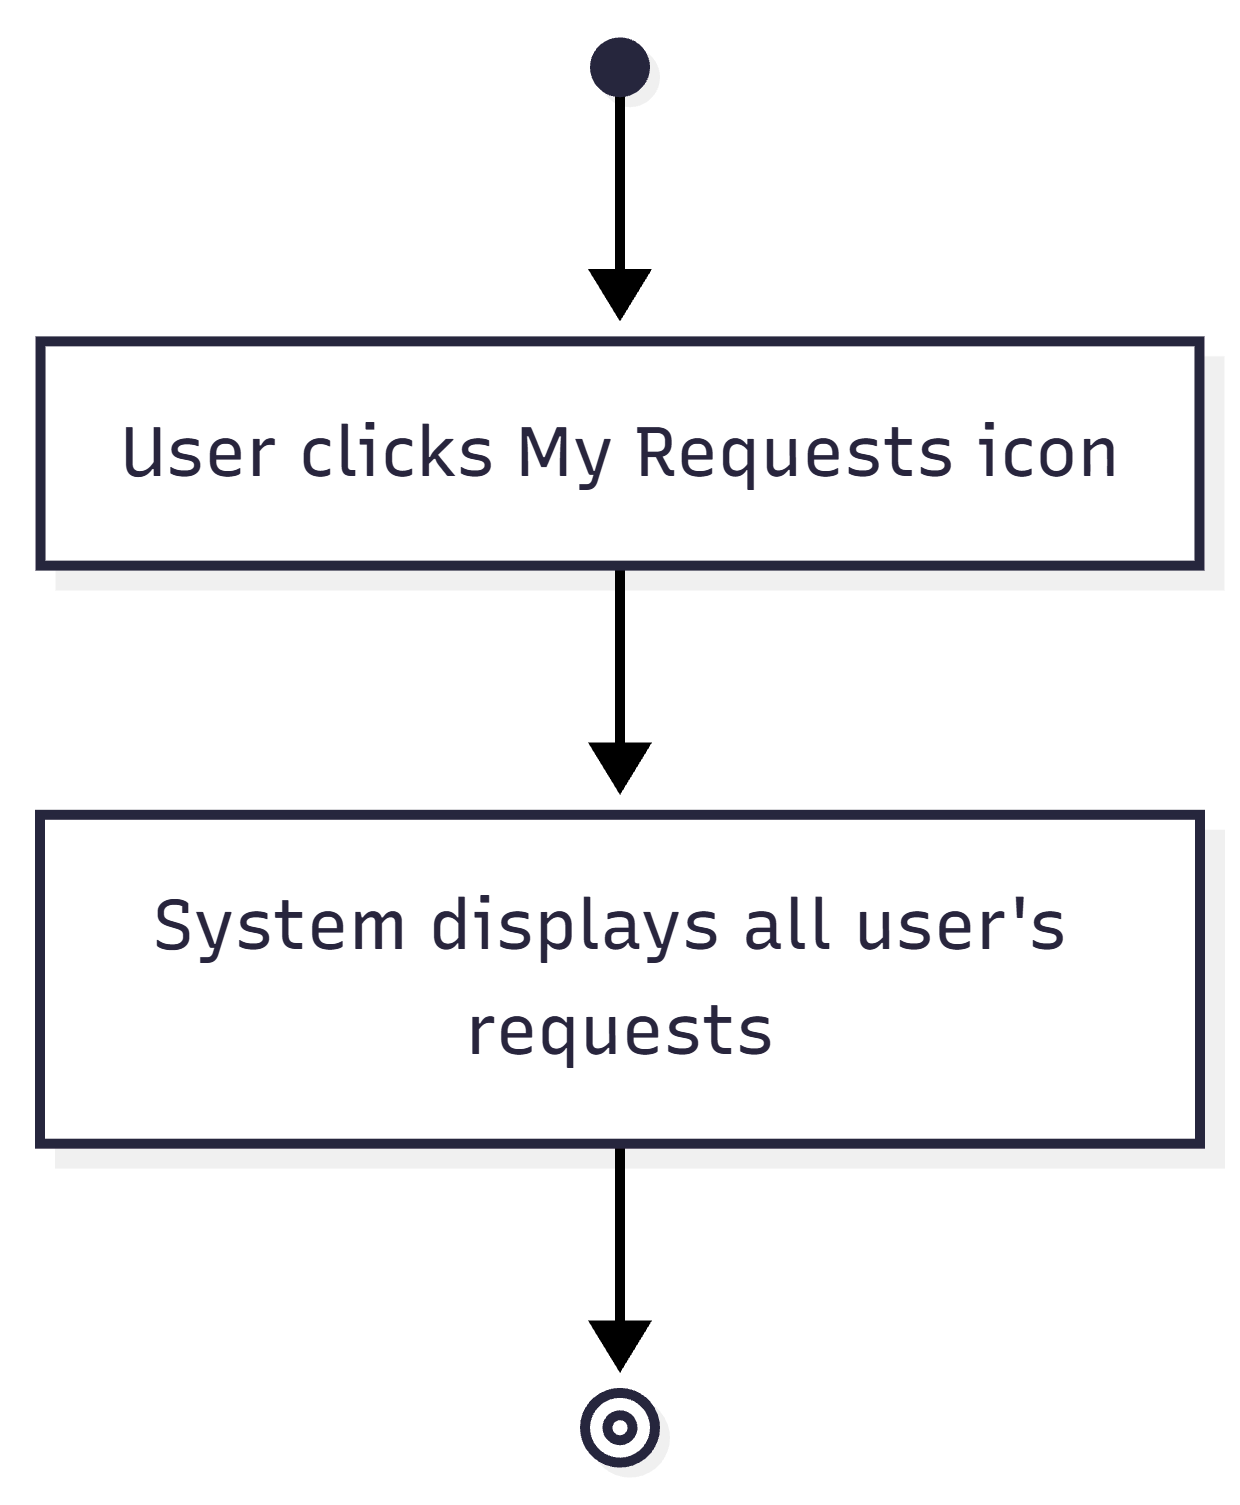 User clicks My Requests icon
System displays all user's
requests